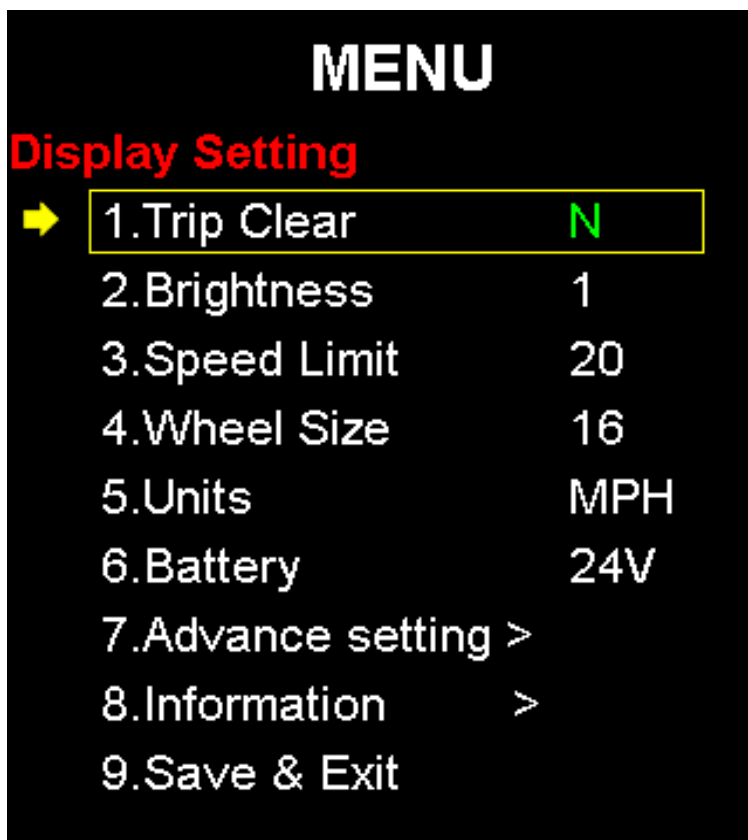 MENU
Display Setting
1.Trip Clear N
2.Brightness 1
3.Speed Limit 20
4.Wheel Size 16
5.Units MPH
6.Battery 24V
7.Advance setting >
8.Information >
9.Save & Exit